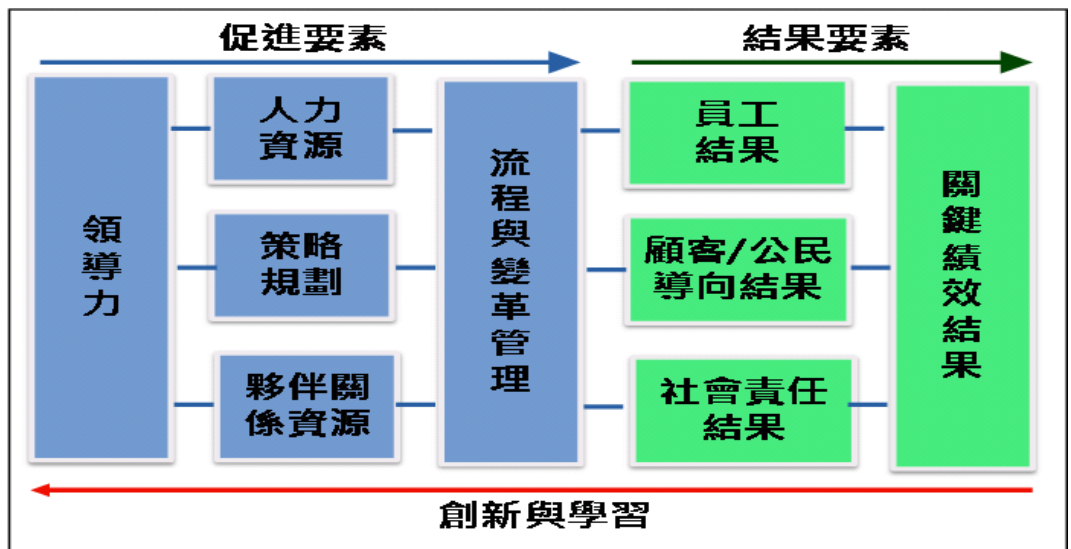 促進要素
結果要素
領導力
人力
資源
策略
規劃
夥伴關
係資源
流程與變革管理
員工
結果
顧客/公民
導向結果
社會責任
結果
關鍵績效結果
創新與學習